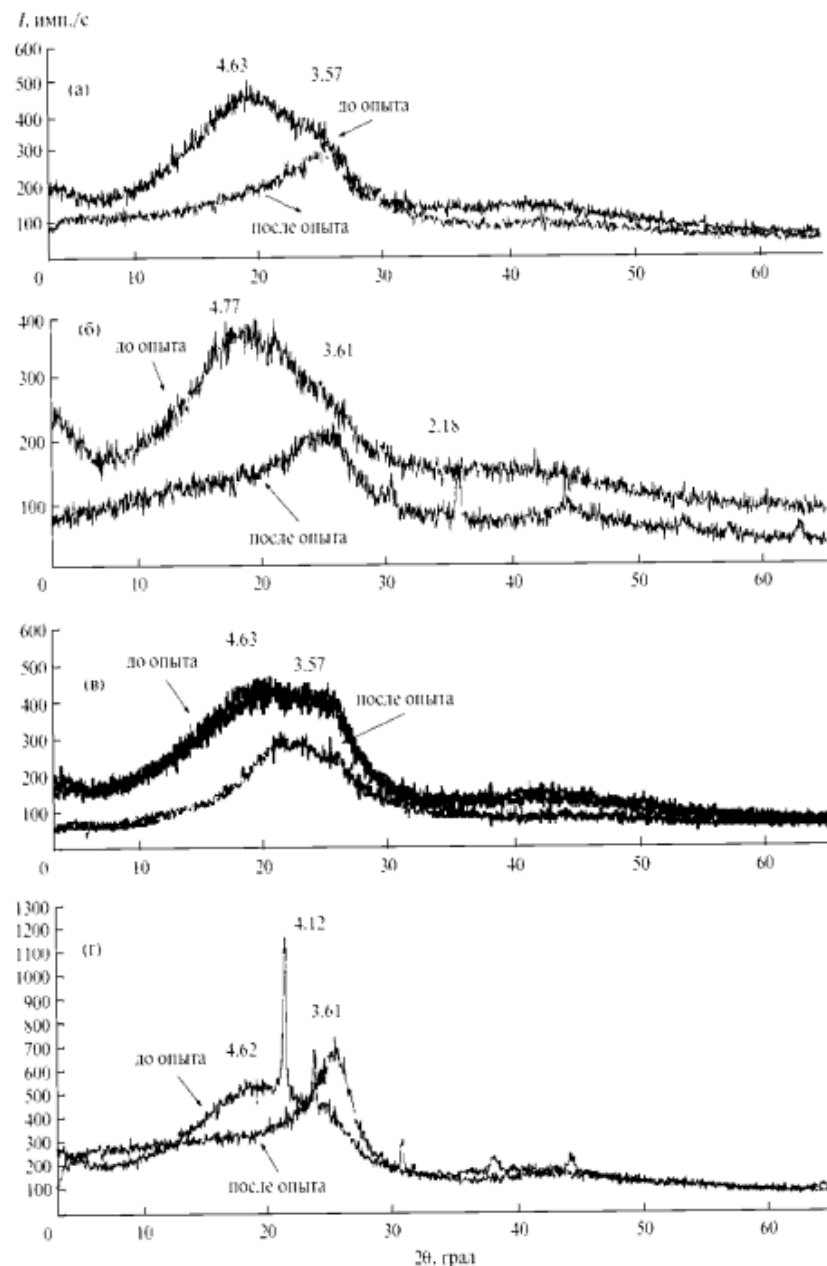 I, имп./с
600
4.63
3.57
500
(а)
до опыта
400
300
200
после опыта
100
0 10 20 30 40 50 60
4.77
400
(б)
до опыта
3.61
300
2.18
200
100
после опыта
0 10 20 30 40 50 60
600
4.63
до опыта
3.57
500
(в)
после опыта
400
300
200
100
0 10 20 30 40 50 60
1300
4.12
1200
(г)
1100
1000
900
3.61
800
4.62
700
до опыта
600
500
400
300
200
после опыта
100
0 10 20 30 40 50 60
2θ, град